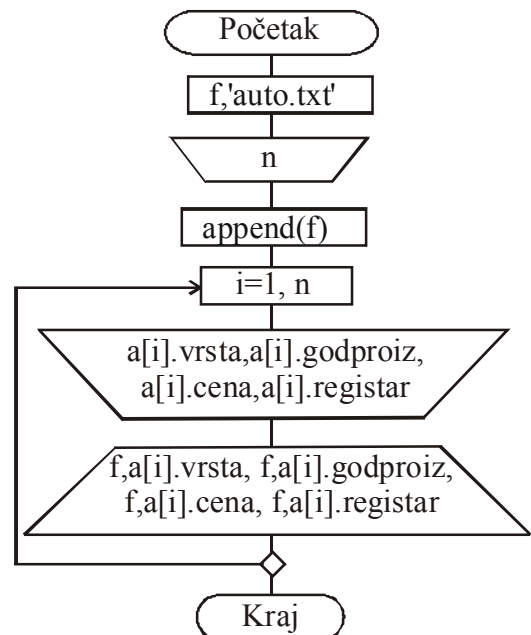 Početak
f,'auto.txt'
n
append(f)
i=1, n
a[i].vrsta,a[i].godproiz,
a[i].cena,a[i].registar
f,a[i].vrsta, f,a[i].godproiz,
f,a[i].cena, f,a[i].registar
Kraj